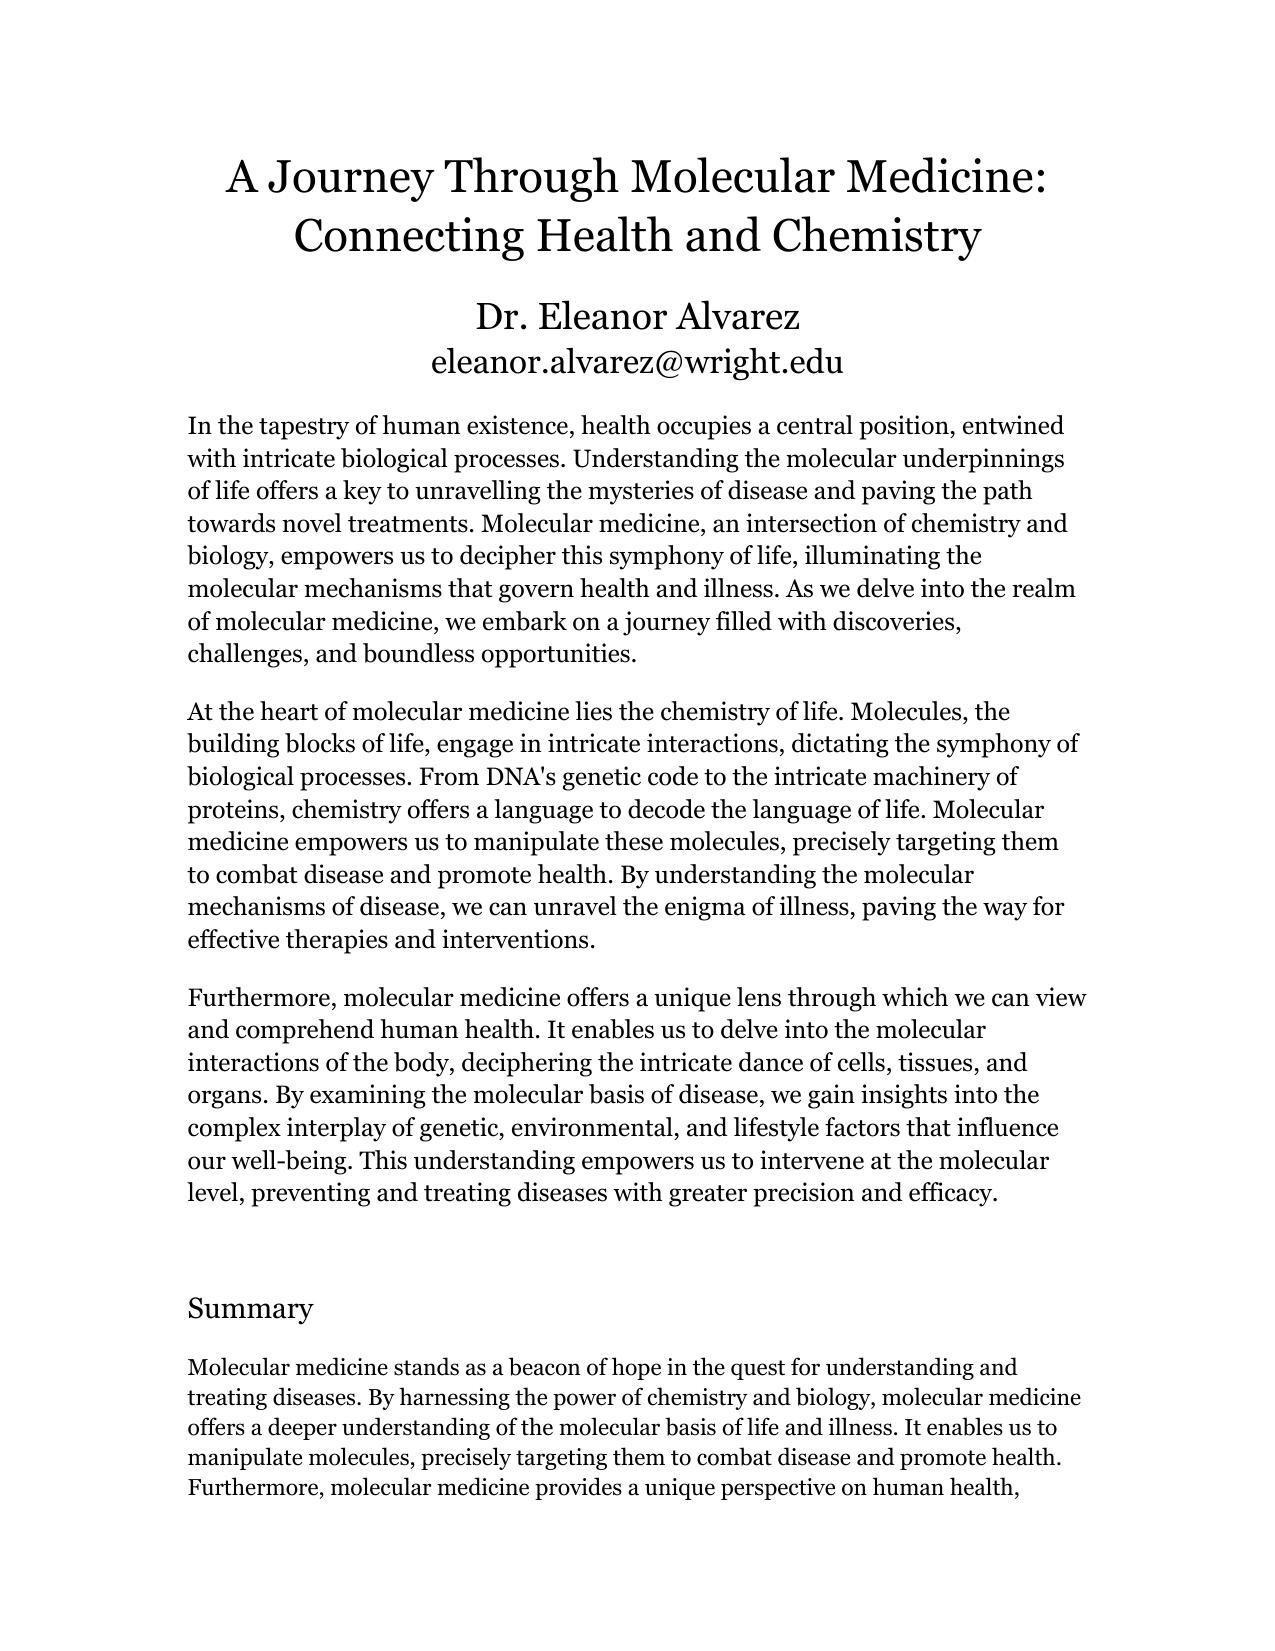 A Journey Through Molecular Medicine:
Connecting Health and Chemistry
Dr. Eleanor Alvarez
eleanor.alvarez@wright.edu
In the tapestry of human existence, health occupies a central position, entwined
with intricate biological processes. Understanding the molecular underpinnings
of life offers a key to unravelling the mysteries of disease and paving the path
towards novel treatments. Molecular medicine, an intersection of chemistry and
biology, empowers us to decipher this symphony of life, illuminating the
molecular mechanisms that govern health and illness. As we delve into the realm
of molecular medicine, we embark on a journey filled with discoveries,
challenges, and boundless opportunities.
At the heart of molecular medicine lies the chemistry of life. Molecules, the
building blocks of life, engage in intricate interactions, dictating the symphony of
biological processes. From DNA's genetic code to the intricate machinery of
proteins, chemistry offers a language to decode the language of life. Molecular
medicine empowers us to manipulate these molecules, precisely targeting them
to combat disease and promote health. By understanding the molecular
mechanisms of disease, we can unravel the enigma of illness, paving the way for
effective therapies and interventions.
Furthermore, molecular medicine offers a unique lens through which we can view
and comprehend human health. It enables us to delve into the molecular
interactions of the body, deciphering the intricate dance of cells, tissues, and
organs. By examining the molecular basis of disease, we gain insights into the
complex interplay of genetic, environmental, and lifestyle factors that influence
our well-being. This understanding empowers us to intervene at the molecular
level, preventing and treating diseases with greater precision and efficacy.
Summary
Molecular medicine stands as a beacon of hope in the quest for understanding and
treating diseases. By harnessing the power of chemistry and biology, molecular medicine
offers a deeper understanding of the molecular basis of life and illness. It enables us to
manipulate molecules, precisely targeting them to combat disease and promote health.
Furthermore, molecular medicine provides a unique perspective on human health,